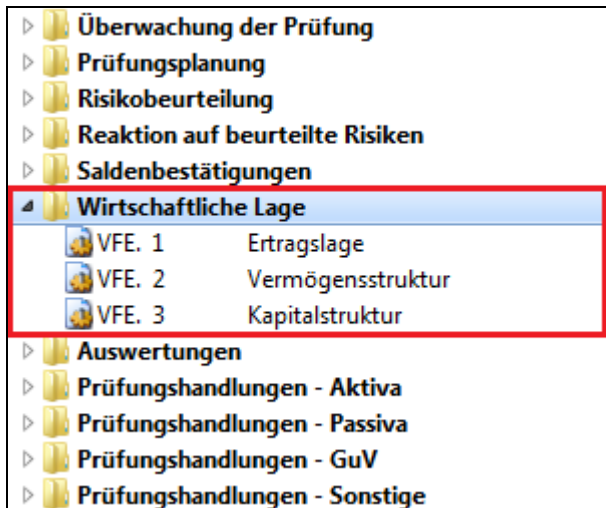 Überwachung der Prüfung
Prüfungsplanung
Risikobeurteilung
Reaktion auf beurteilte Risiken
Saldenbestätigungen
Wirtschaftliche Lage
VFE. 1 Ertragslage
VFE. 2 Vermögensstruktur
VFE. 3 Kapitalstruktur
Auswertungen
Prüfungshandlungen - Aktiva
Prüfungshandlungen - Passiva
Prüfungshandlungen - GuV
Prüfungshandlungen - Sonstige